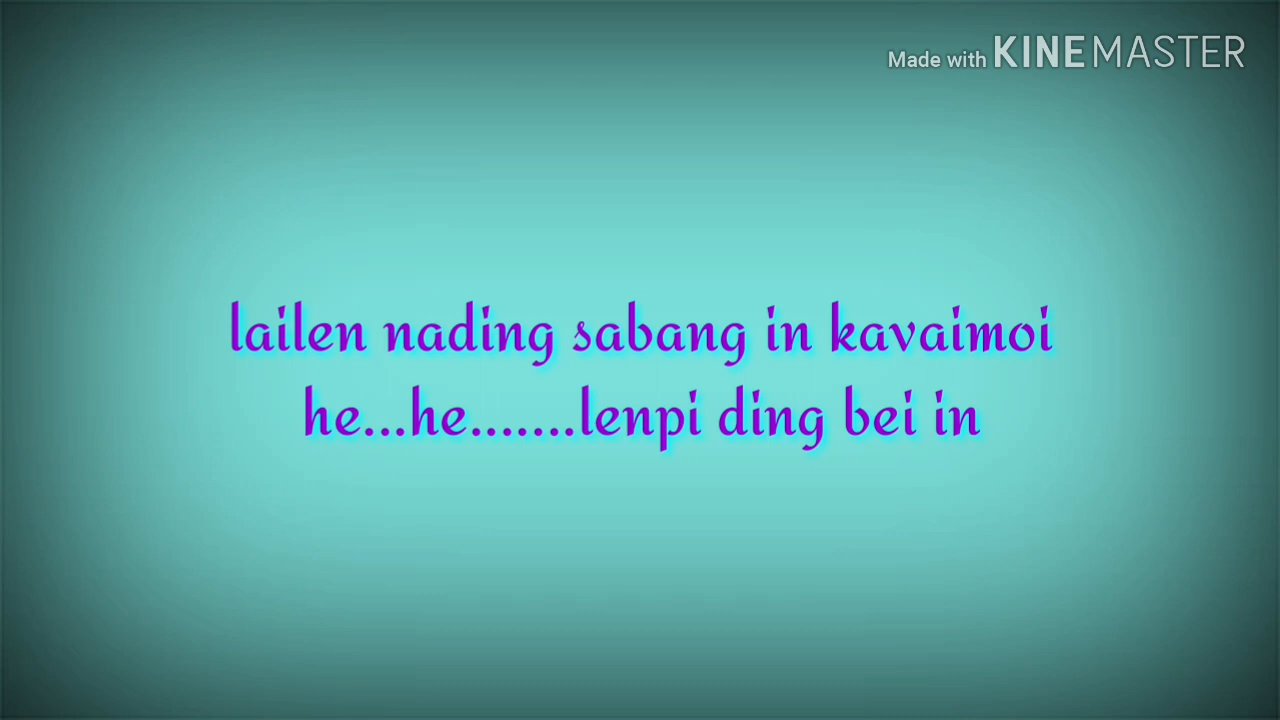 Made with KINEMASTER
lailen nading sabang in kavaimoi
he...he.......lenpi ding bei in